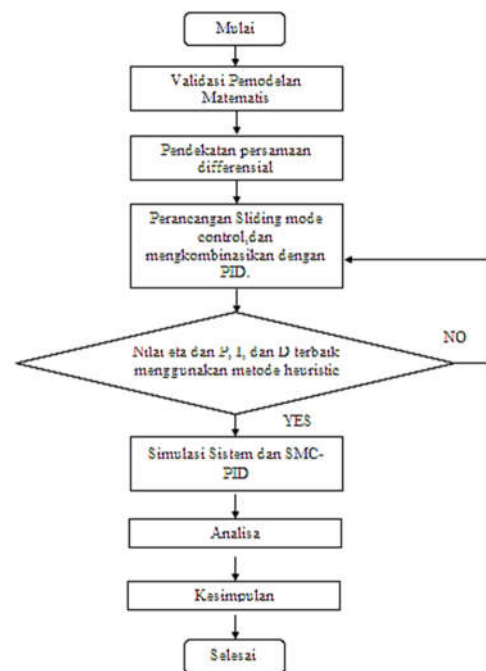 Mulai
Validasi Pemodelan
Matematis
Pendekatan persamaan
differensial
Perancangan Sliding mode
control,dan
mengkombinasikan dengan
PID.
NO
Nilai eta dan P, I, dan D terbaik
menggunakan metode heuristic
YES
Simulasi Sistem dan SMC-
PID
Analisa
Kesimpulan
Selesai